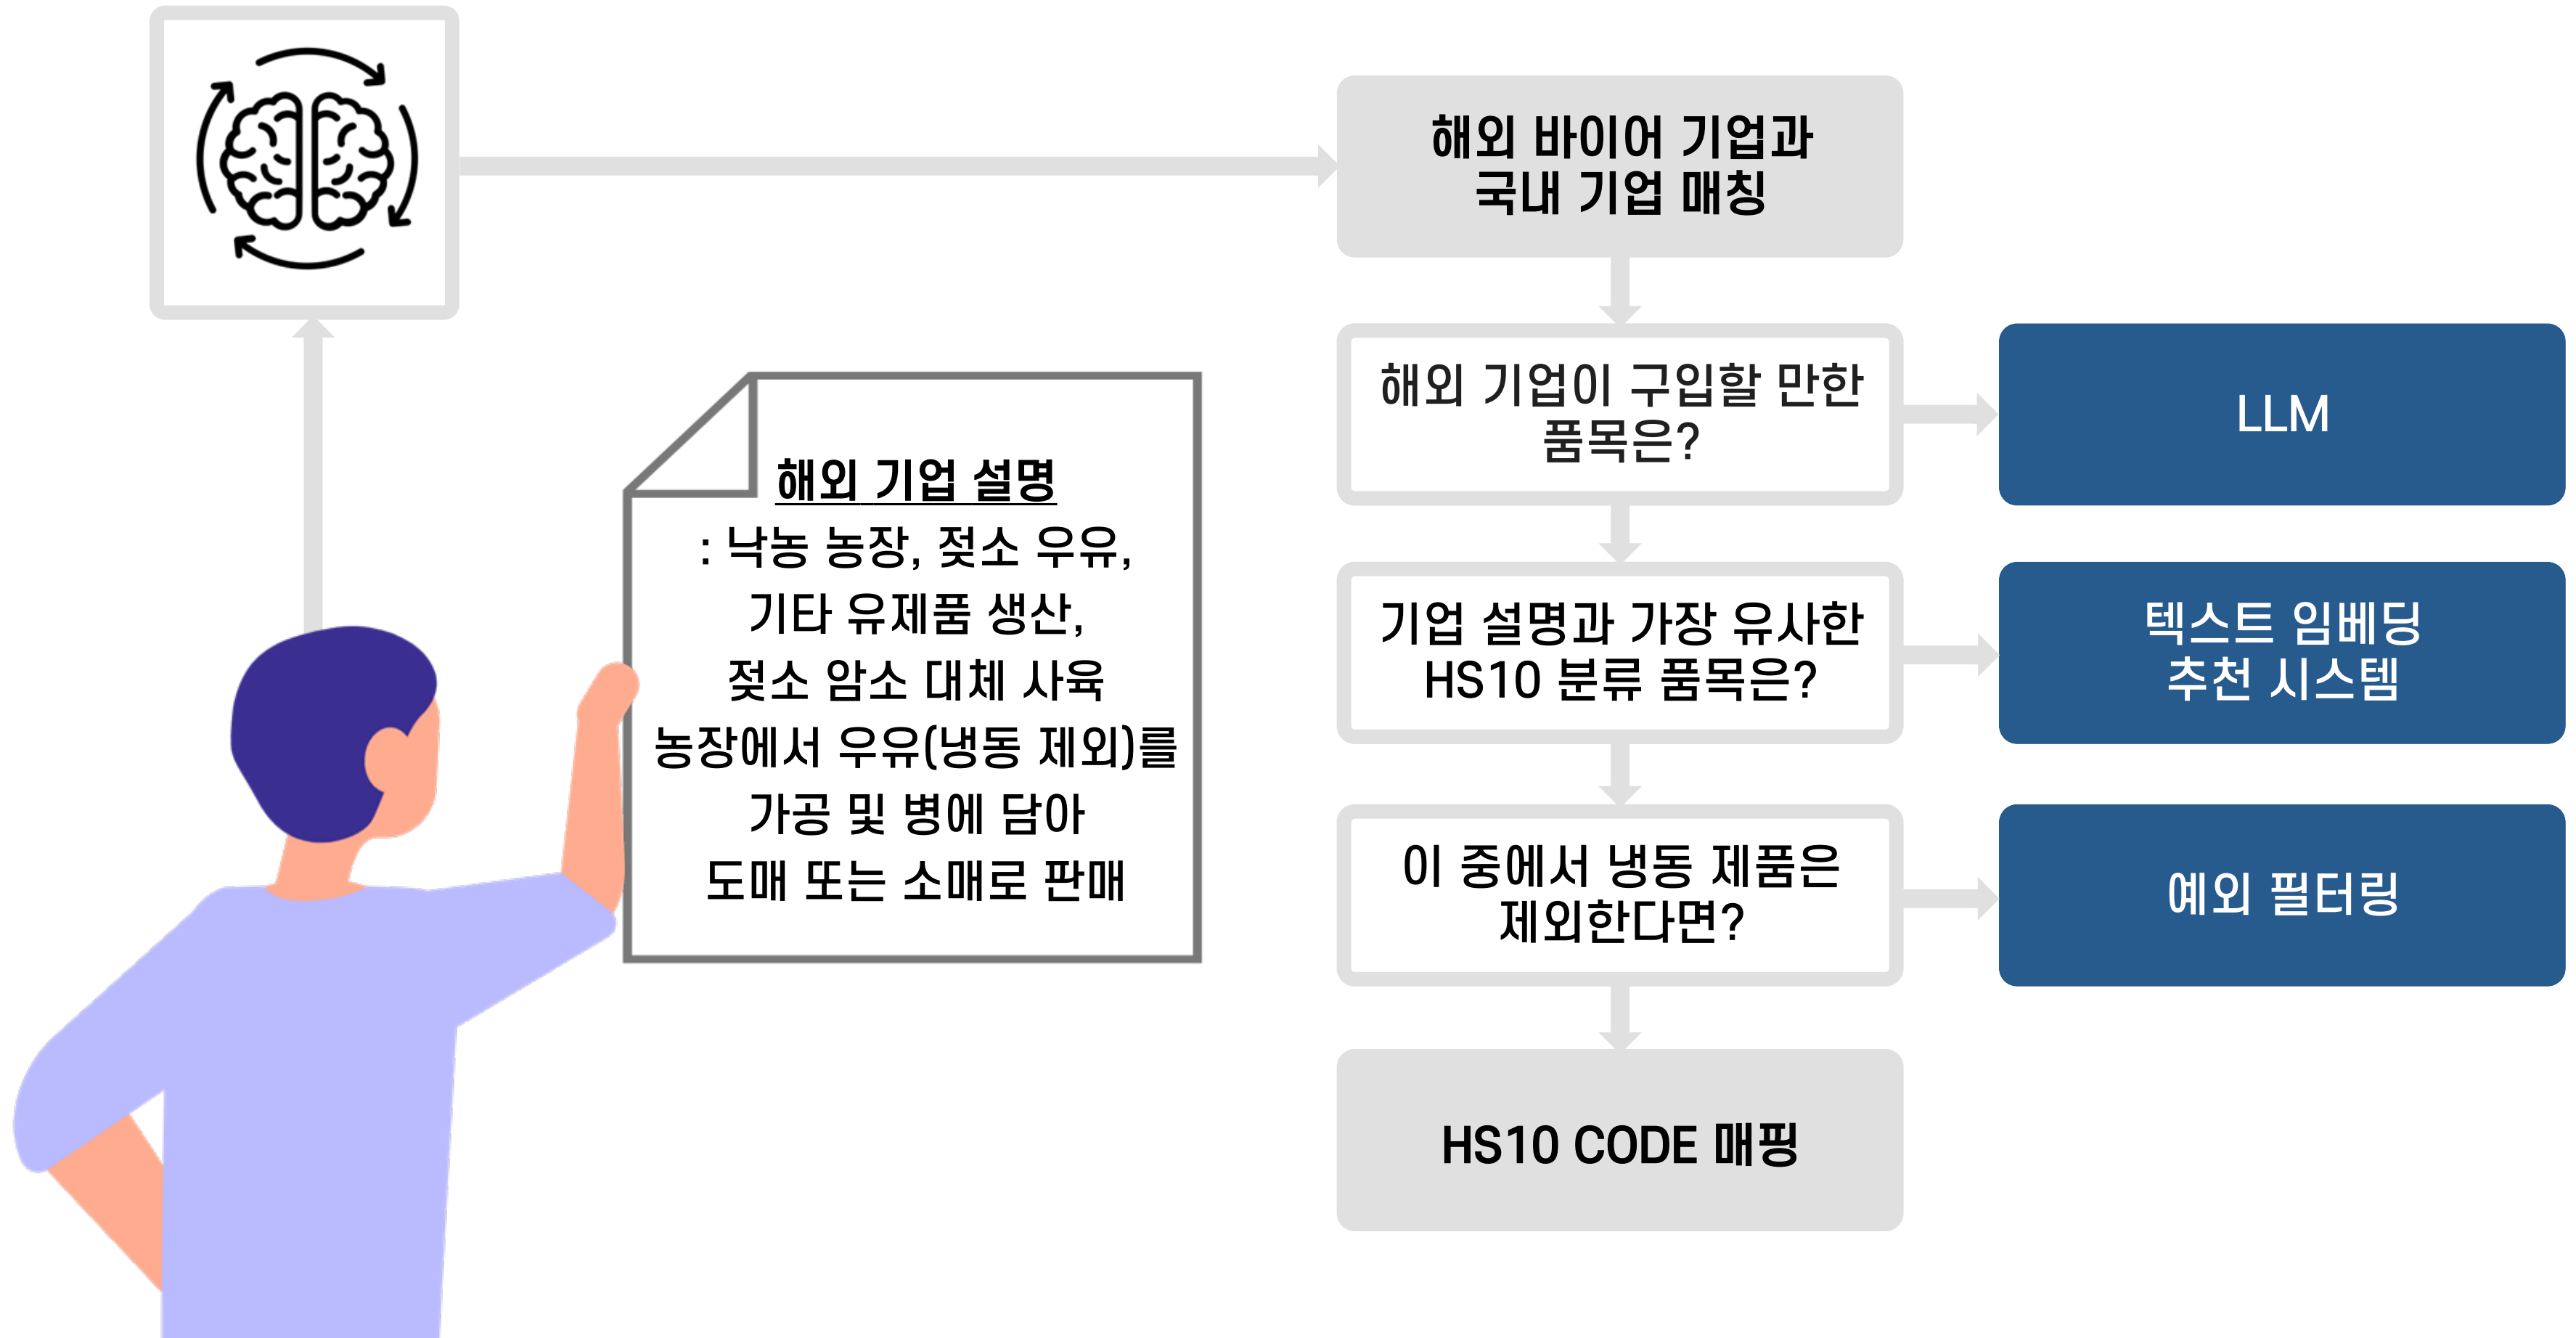 해외 바이어 기업과
국내 기업 매칭
해외 기업이 구입할 만한
품목은?
LLM
해외 기업 설명
: 낙농 농장, 젖소 우유,
기타 유제품 생산,
젖소 암소 대체 사육
농장에서 우유(냉동 제외)를
가공 및 병에 담아
도매 또는 소매로 판매
기업 설명과 가장 유사한
HS10 분류 품목은?
텍스트 임베딩
추천 시스템
이 중에서 냉동 제품은
제외한다면?
예외 필터링
HS10 CODE 매핑